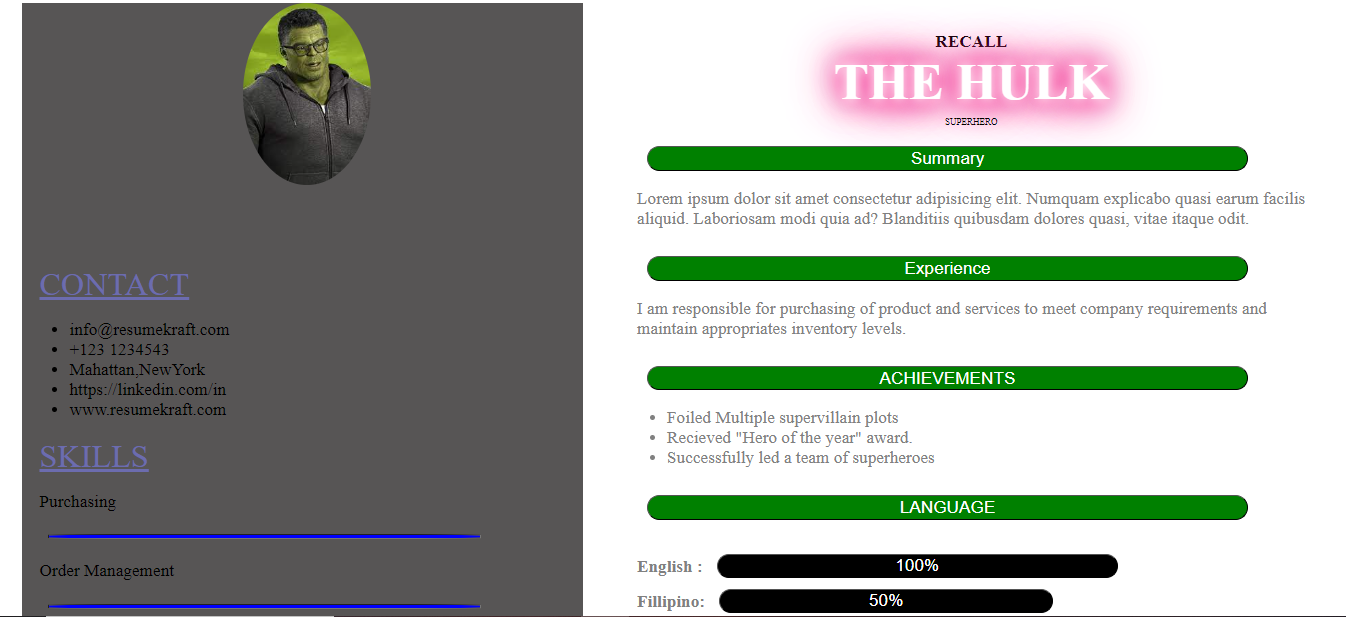 CONTACT
info@resumekraft.com
+123 1234543
Mahattan,NewYork
https://linkedin.com/in
www.resumekraft.com
SKILLS
Purchasing
Order Management
RECALL
THE HULK
SUPERHERO
Summary
Lorem ipsum dolor sit amet consectetur adipisicing elit. Numquam explicabo quasi earum facilis
aliquid. Laboriosam modi quia ad? Blanditiis quibusdam dolores quasi, vitae itaque odit.
Experience
I am responsible for purchasing of product and services to meet company requirements and
maintain appropriates inventory levels.
ACHIEVEMENTS
Foiled Multiple supervillain plots
Recieved "Hero of the year" award.
Successfully led a team of superheroes
LANGUAGE
English : 100%
Fillipino: 50%